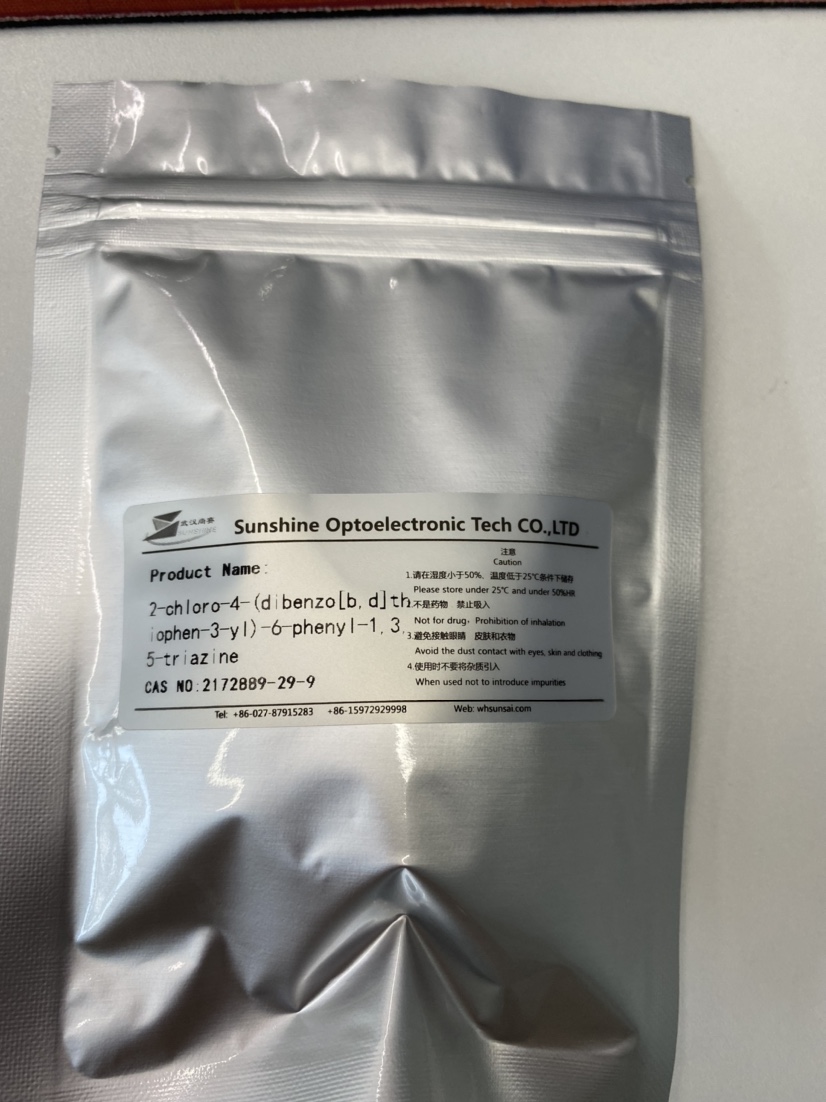 武汉尚赛
Sunshine Optoelectronic Tech CO.,LTD
Product Name:
2-chloro-4-(dibenzo[b, d]th
iophen-3-yl)-6-phenyl-1, 3,
5-triazine
CAS NO:2172889-29-9
注意
Caution
1.请在湿度小于50%、温度低于25℃条件下储存
Please store under 25℃ and under 50%HR
2.不是药物 禁止吸入
Not for drug, Prohibition of inhalation
3.避免接触眼睛 皮肤和衣物
Avoid the dust contact with eyes, skin and clothing
4.使用时不要将杂质引入
When used not to introduce impurities
Tel: +86-027-87915283 +86-15972929998 Web: whsunsai.com